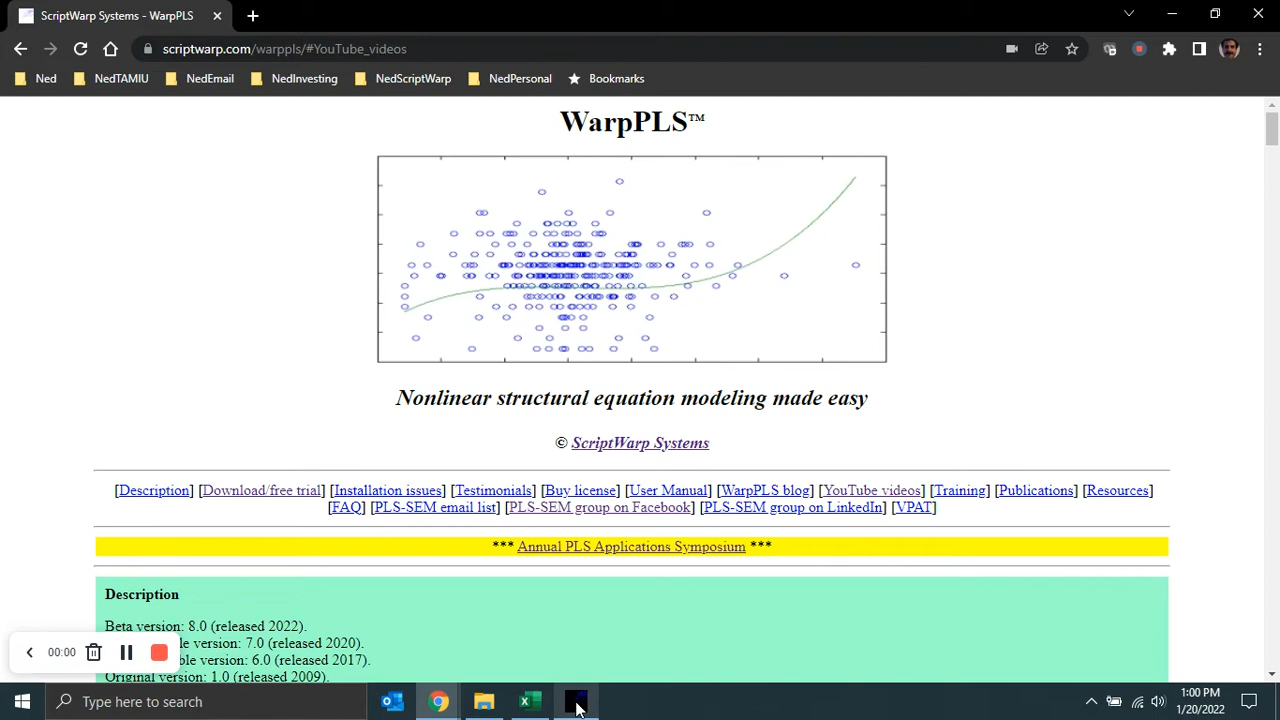 ScriptWarp Systems - WarpPLS
scriptwarp.com/warppls/#YouTube_videos
Ned NedTAMIU NedEmail NedInvesting NedScriptWarp NedPersonal Bookmarks
WarpPLS™
Nonlinear structural equation modeling made easy
© ScriptWarp Systems
[Description] [Download/free trial] [Installation issues] [Testimonials] [Buy license] [User Manual] [WarpPLS blog] [YouTube videos] [Training] [Publications] [Resources]
[FAQ] [PLS-SEM email list] [PLS-SEM group on Facebook] [PLS-SEM group on LinkedIn] [VPAT]
*** Annual PLS Applications Symposium ***
Description
Beta version: 8.0 (released 2022).
version: 7.0 (released 2020).
version: 6.0 (released 2017).
Original version: 1.0 (released 2009).
00:00
Type here to search
1:00 PM
1/20/2022